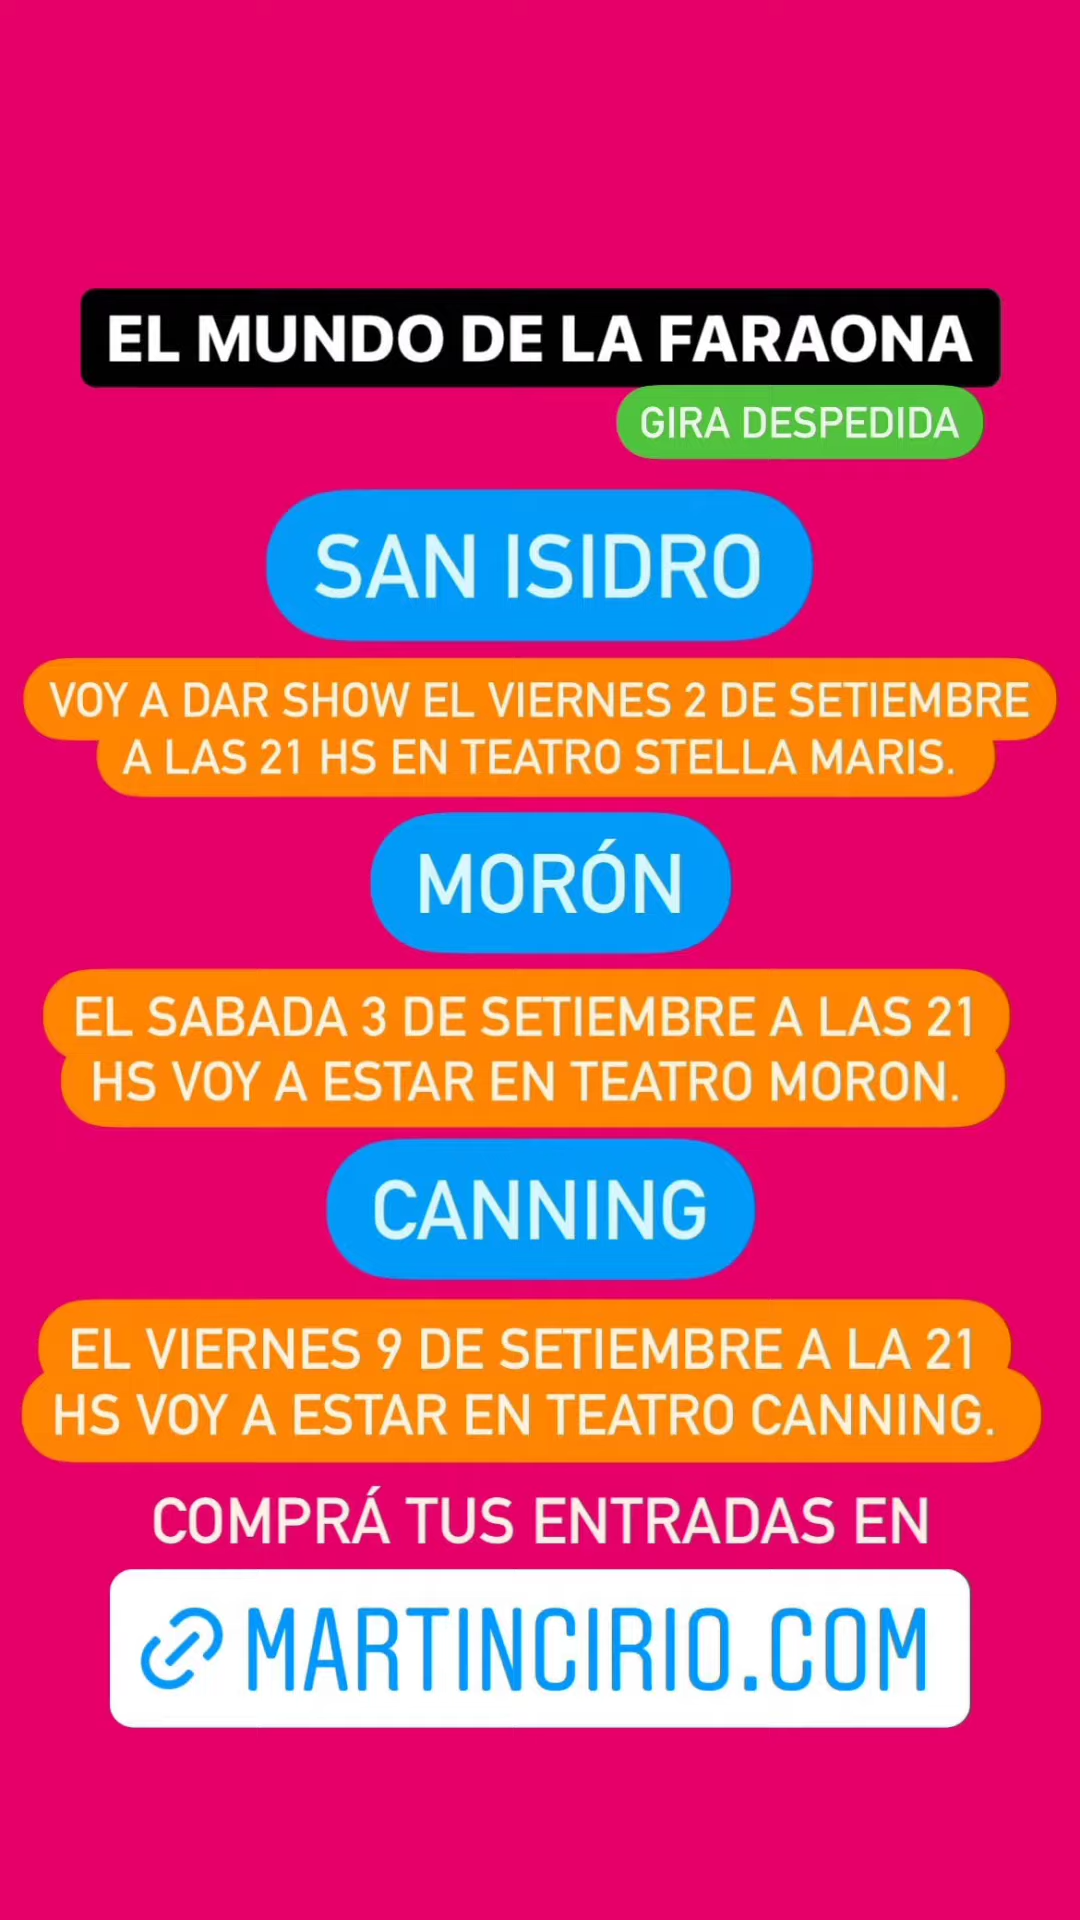 EL MUNDO DE LA FARAONA
GIRA DESPEDIDA
SAN ISIDRO
VOY A DAR SHOW EL VIERNES 2 DE SETIEMBRE
A LAS 21 HS EN TEATRO STELLA MARIS.
MORÓN
EL SABADA 3 DE SETIEMBRE A LAS 21
HS VOY A ESTAR EN TEATRO MORON.
CANNING
EL VIERNES 9 DE SETIEMBRE A LA 21
HS VOY A ESTAR EN TEATRO CANNING.
COMPRÁ TUS ENTRADAS EN
MARTINCIRIO.COM